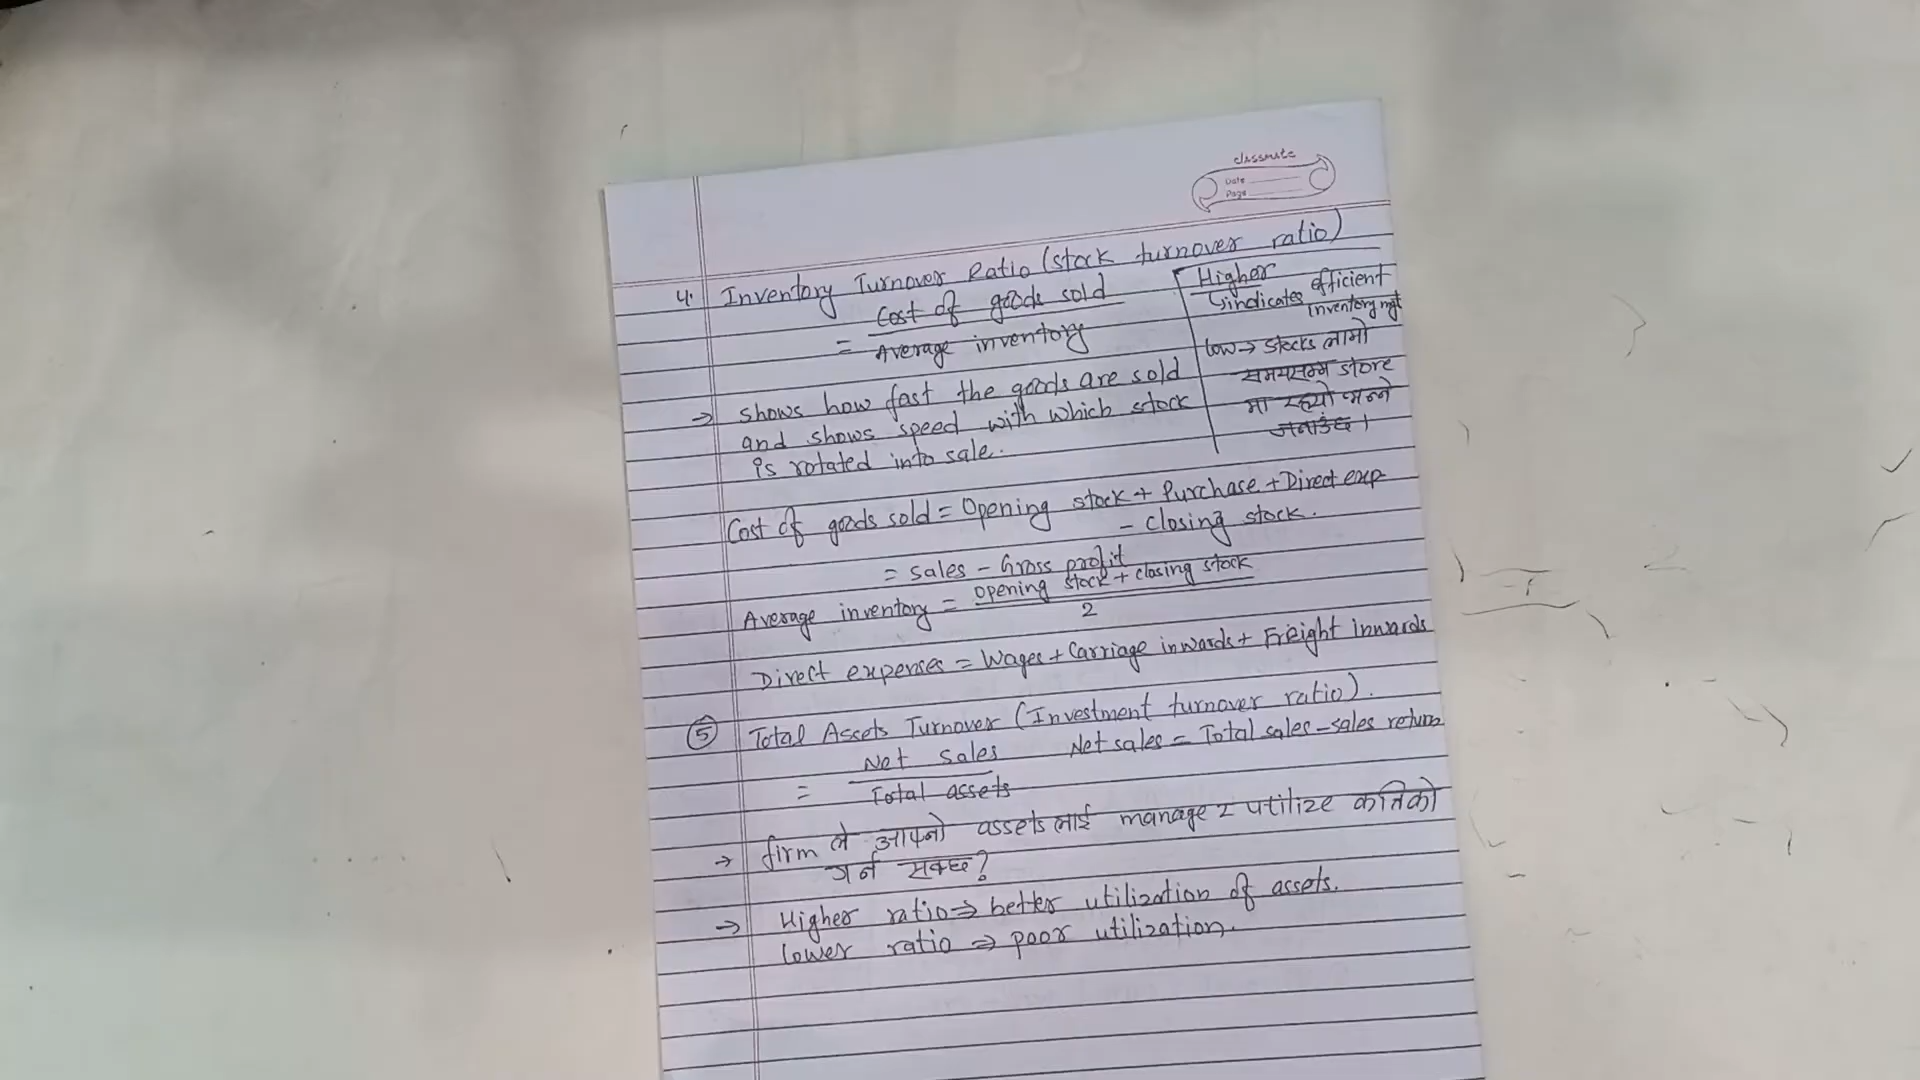 classmate
Date
Page
4. Inventory Turnover Ratio (stock turnover ratio)
= Cost of goods sold
Average inventory
Higher
↳ indicates efficient
inventory mgt
low → stocks लामो
समयसम्म store
मा रह्यो भन्ने
जनाउंछ ।
→ shows how fast the goods are sold
and shows speed with which stock
is rotated into sale.
Cost of goods sold = Opening stock + Purchase + Direct exp
- Closing stock.
= sales - Gross profit
Average inventory = opening stock + closing stock
2
Direct expenses = Wages + Carriage inwards + Freight inwards
⑤ Total Assets Turnover (Investment turnover ratio).
= Net sales
Total assets
Net sales = Total sales - sales return
→ firm ले आफ्नो assets लाई manage र utilize कत्तिको
गर्न सक्छ?
→ Higher ratio ⇒ better utilization of assets.
lower ratio ⇒ poor utilization.